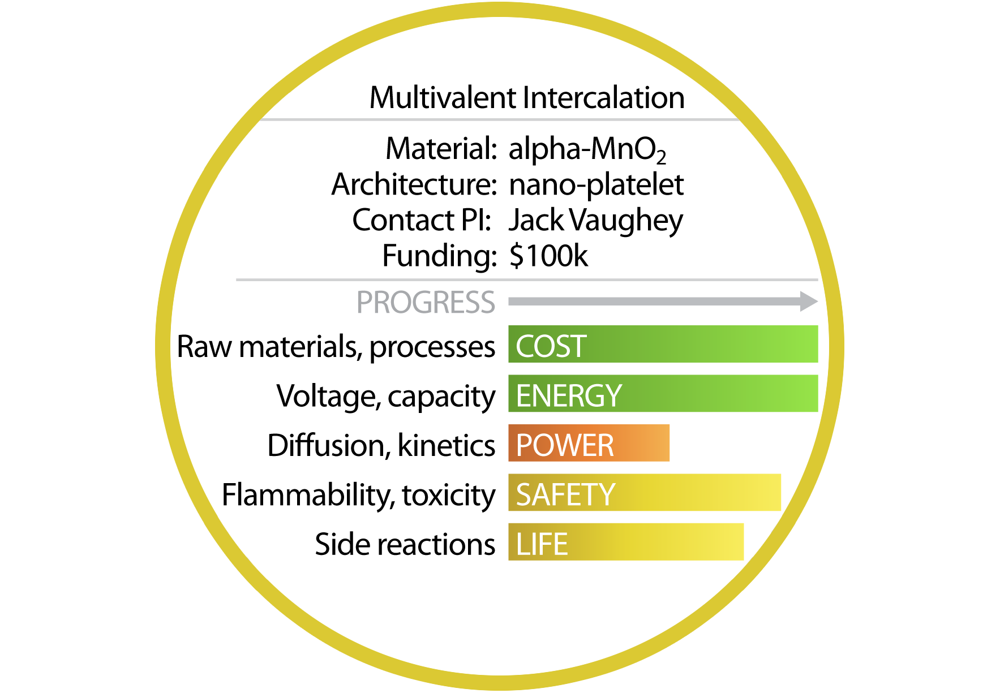 Multivalent Intercalation
Material: alpha-MnO₂
Architecture: nano-platelet
Contact PI: Jack Vaughey
Funding: $100k
PROGRESS
Raw materials, processes COST
Voltage, capacity ENERGY
Diffusion, kinetics POWER
Flammability, toxicity SAFETY
Side reactions LIFE